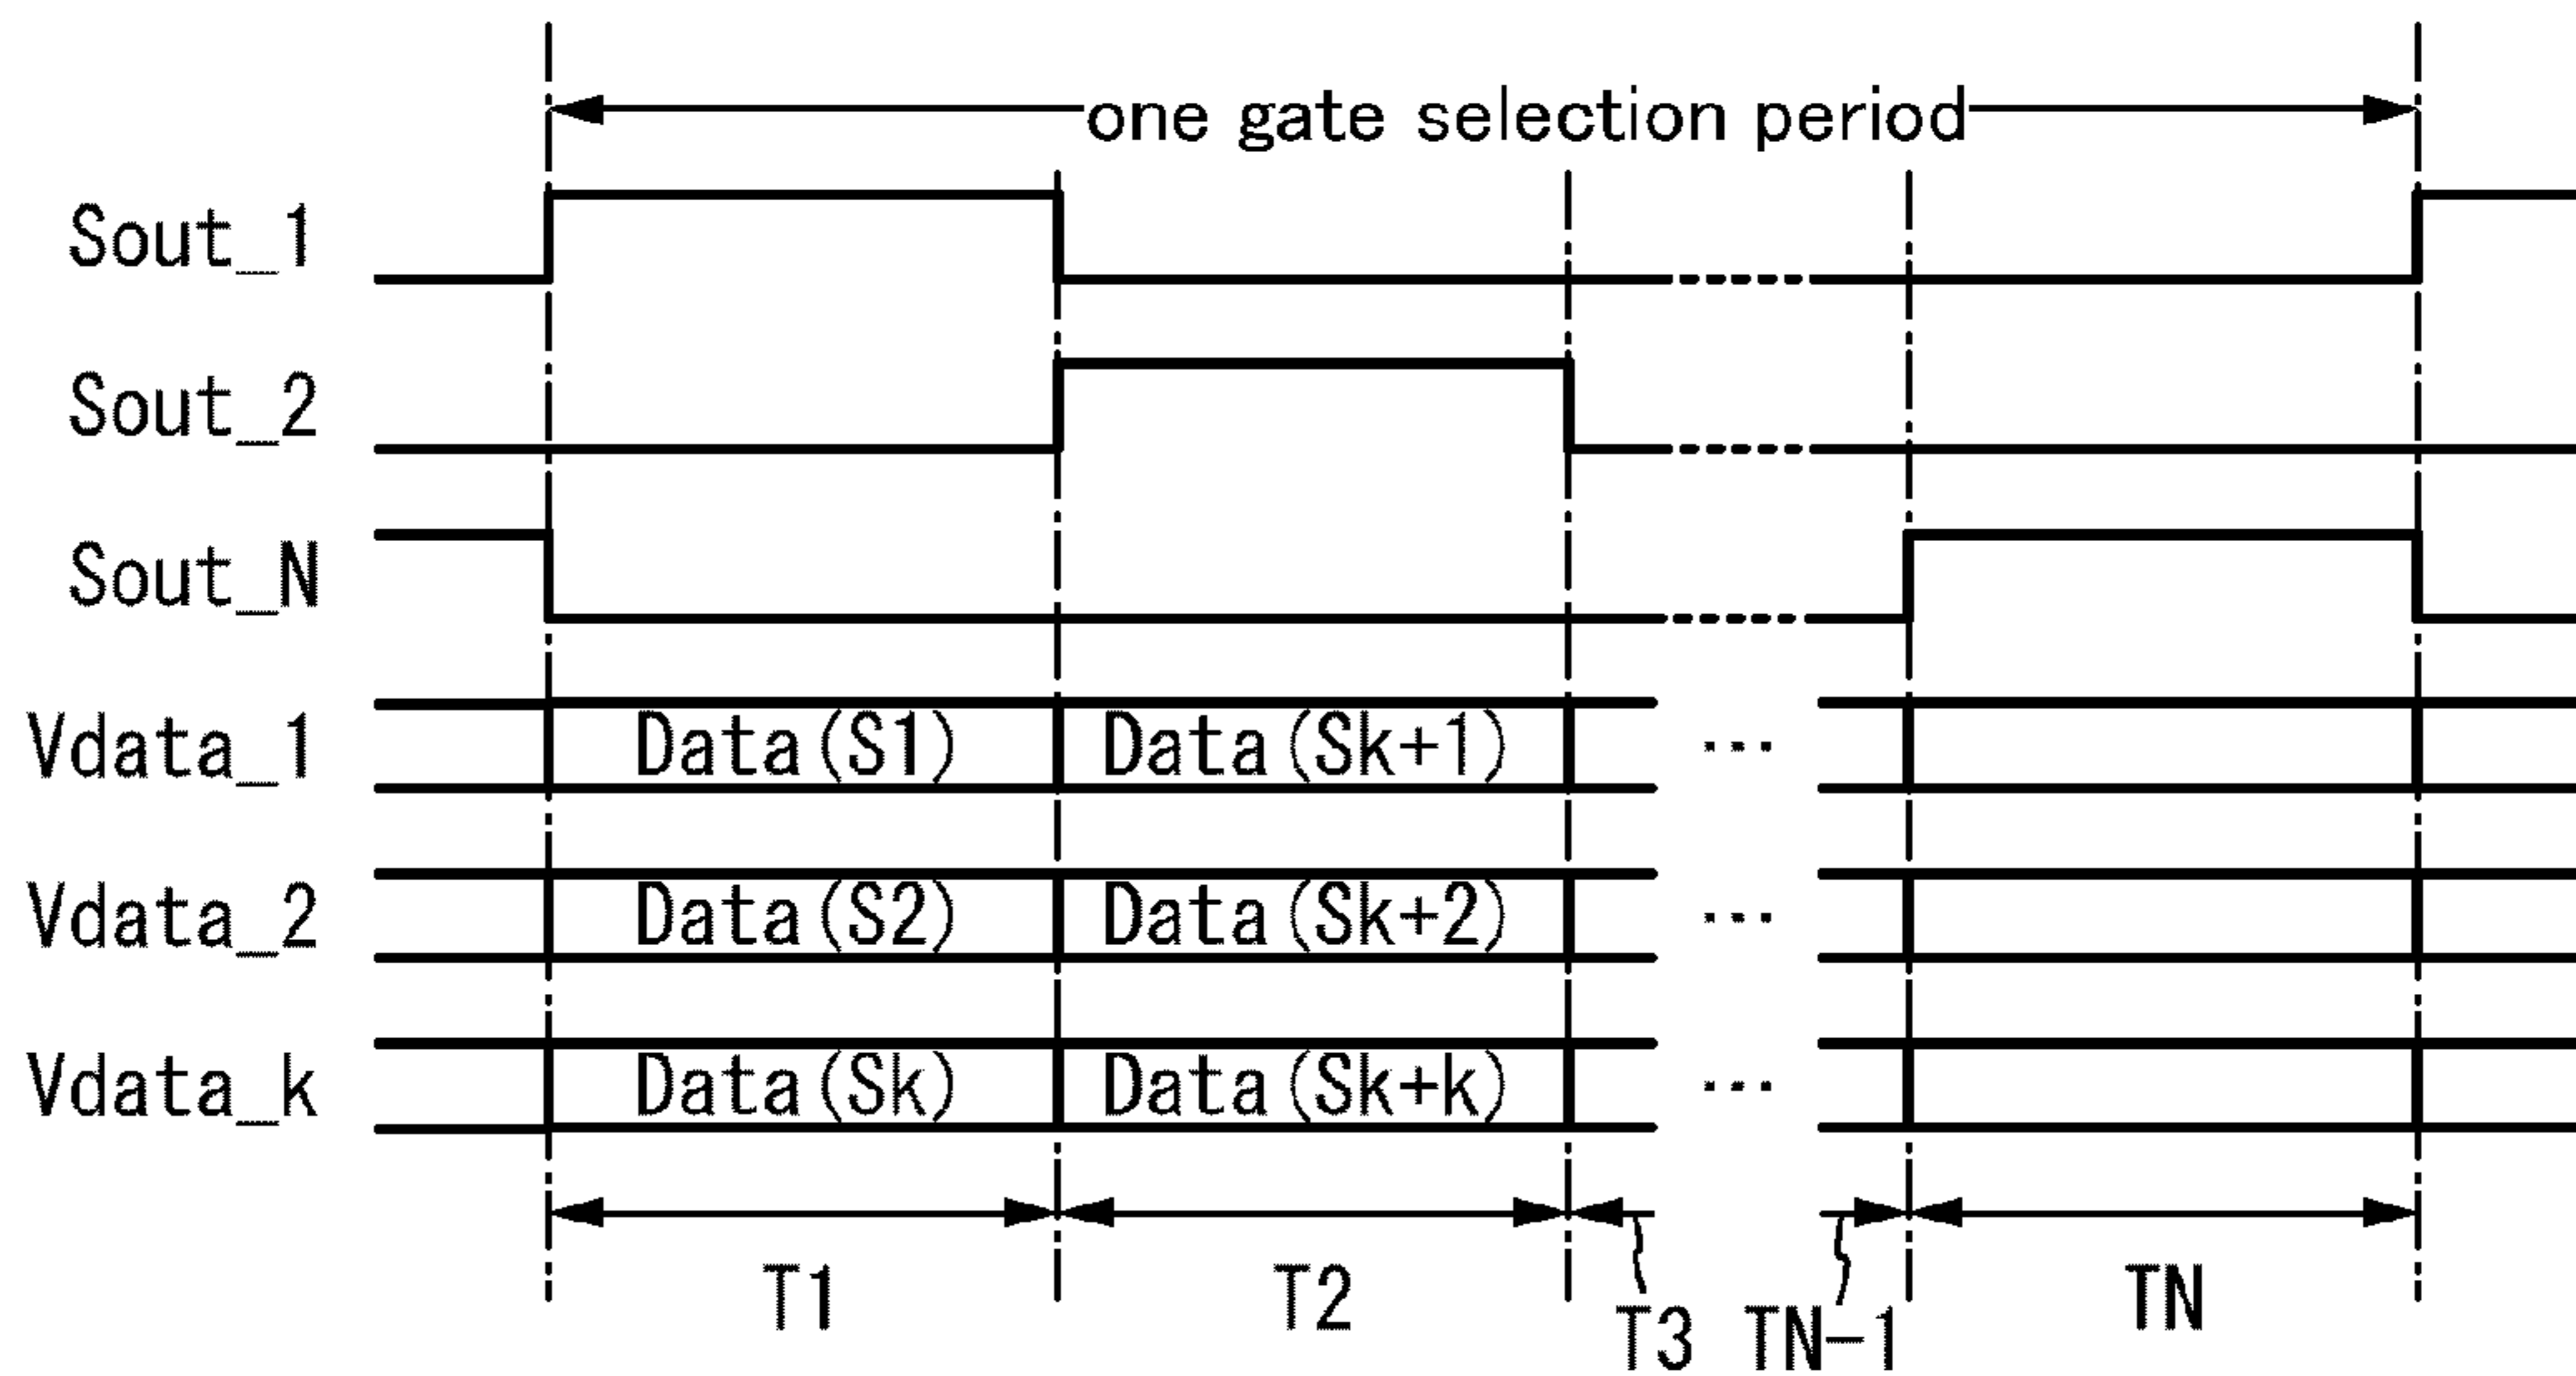 one gate selection period
Sout_1
Sout_2
Sout_N
Vdata_1 Data(S1) Data(Sk+1) ...
Vdata_2 Data(S2) Data(Sk+2) ...
Vdata_k Data(Sk) Data(Sk+k) ...
T1 T2 T3 TN-1 TN